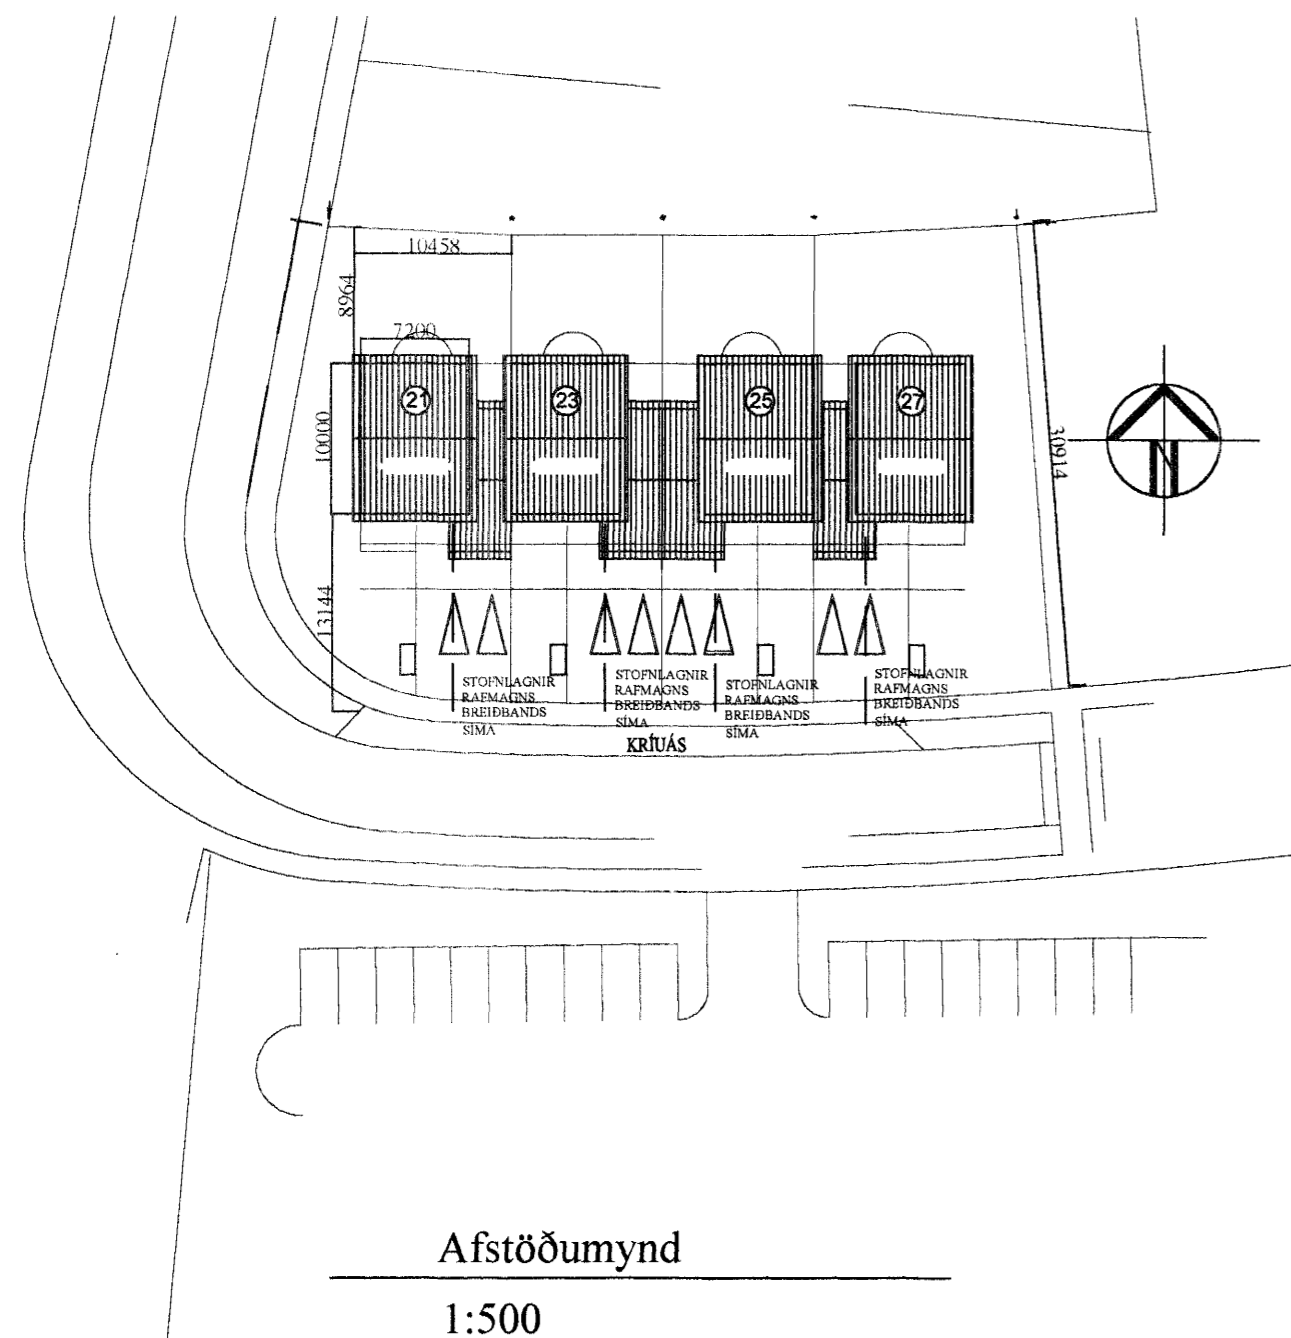 10458
8964
7200
21
23
25
27
10000
30914
13144
STOFNLAGNIR
RAFMAGNS
BREIÐBANDS
SÍMA
STOFNLAGNIR
RAFMAGNS
BREIÐBANDS
SÍMA
STOFNLAGNIR
RAFMAGNS
BREIÐBANDS
SÍMA
STOFNLAGNIR
RAFMAGNS
BREIÐBANDS
SÍMA
KRÍUÁS
Afstöðumynd
1:500